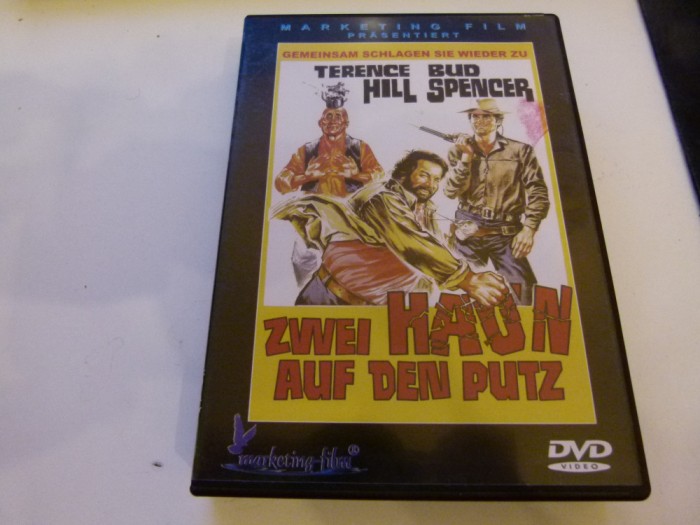 MARKETING FILM
PRÄSENTIERT
GEMEINSAM SCHLAGEN SIE WIEDER ZU
TERENCE BUD
HILL SPENCER
ZWEI HAU'N
AUF DEN PUTZ
marketing-film©
DVD
VIDEO